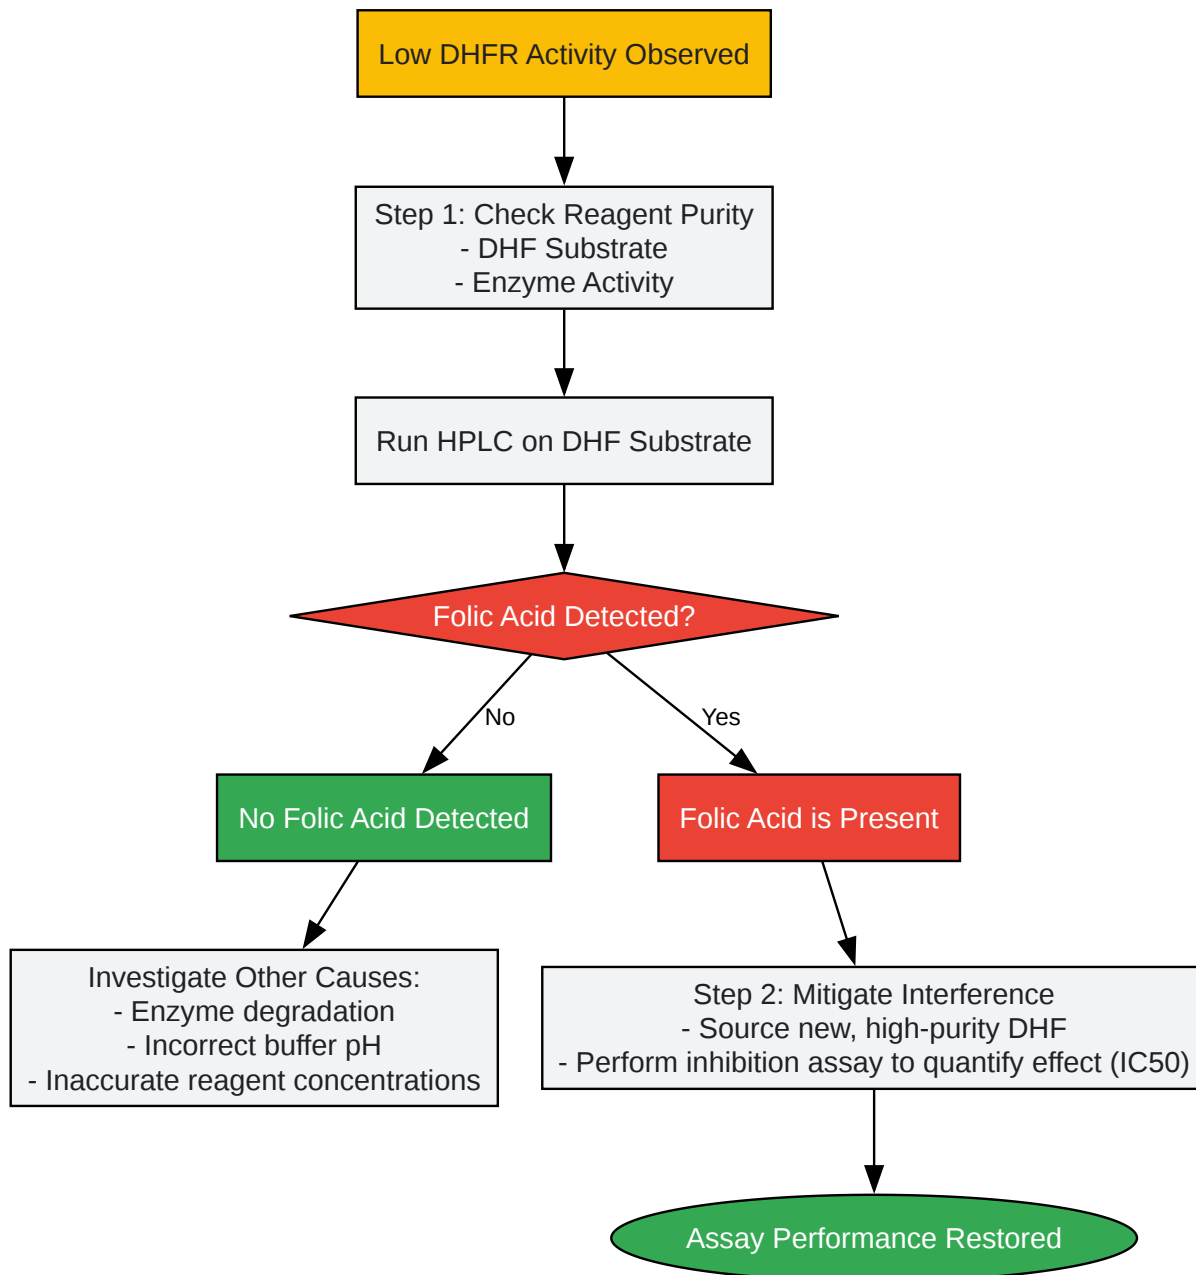 Low DHFR Activity Observed
Step 1: Check Reagent Purity
- DHF Substrate
- Enzyme Activity
Run HPLC on DHF Substrate
Folic Acid Detected?
No
Yes
No Folic Acid Detected
Folic Acid is Present
Investigate Other Causes:
- Enzyme degradation
- Incorrect buffer pH
- Inaccurate reagent concentrations
Step 2: Mitigate Interference
- Source new, high-purity DHF
- Perform inhibition assay to quantify effect (IC50)
Assay Performance Restored